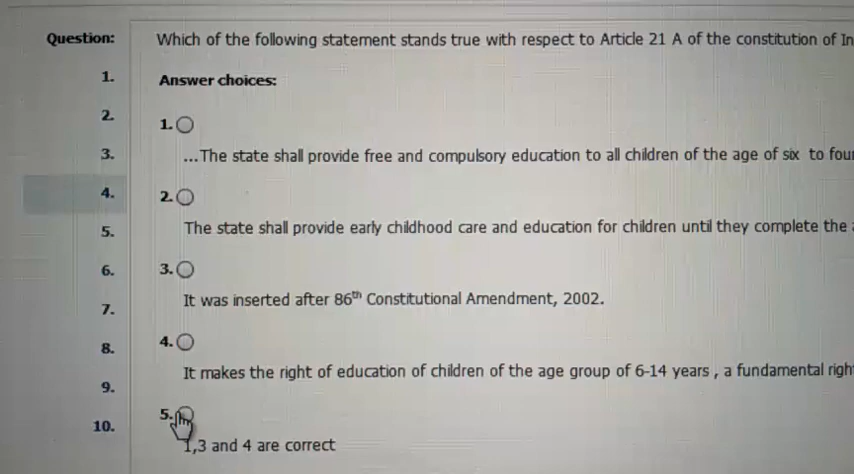 Question: Which of the following statement stands true with respect to Article 21 A of the constitution of
1. Answer choices:
2. 1.
3. ...The state shall provide free and compulsory education to all children of the age of six to
4. 2.
5. The state shall provide early childhood care and education for children until they complete the
6. 3.
7. It was inserted after 86th Constitutional Amendment, 2002.
8. 4.
9. It makes the right of education of children of the age group of 6-14 years , a fundamental
10. 5.
1,3 and 4 are correct